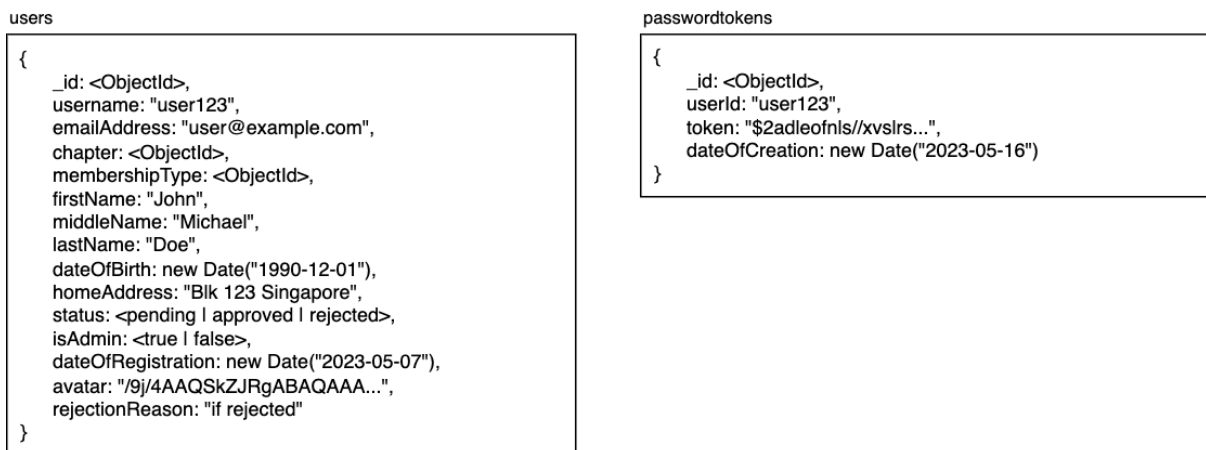 users
{
_id: <ObjectId>,
username: "user123",
emailAddress: "user@example.com",
chapter: <ObjectId>,
membershipType: <ObjectId>,
firstName: "John",
middleName: "Michael",
lastName: "Doe",
dateOfBirth: new Date("1990-12-01"),
homeAddress: "Blk 123 Singapore",
status: <pending | approved | rejected>,
isAdmin: <true | false>,
dateOfRegistration: new Date("2023-05-07"),
avatar: "/9j/4AAQSkZJRgABAQAAA...",
rejectionReason: "if rejected"
}
passwordtokens
{
_id: <ObjectId>,
userId: "user123",
token: "$2adleofnls//xvslrs...",
dateOfCreation: new Date("2023-05-16")
}